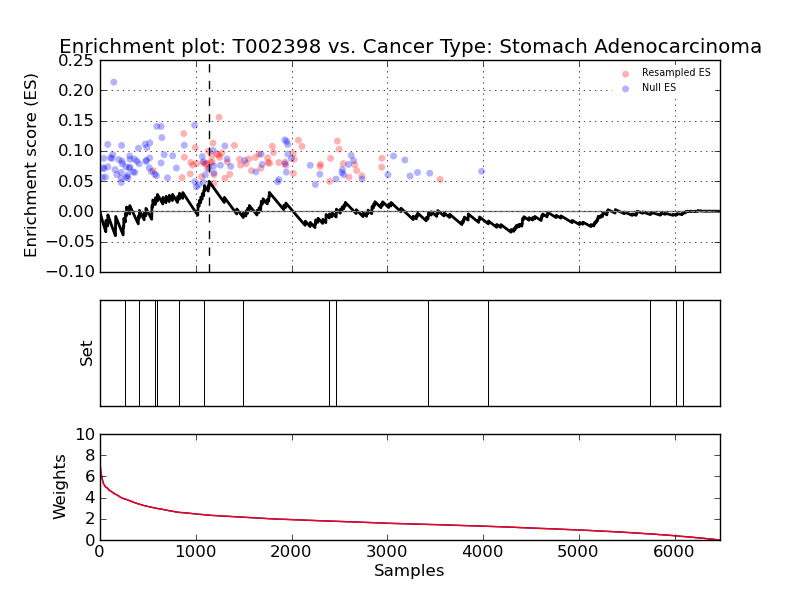 Enrichment plot: T002398 vs. Cancer Type: Stomach Adenocarcinoma
Enrichment score (ES)
0.25
0.20
0.15
0.10
0.05
0.00
−0.05
−0.10
Resampled ES
Null ES
Set
Weights
10
8
6
4
2
0
0 1000 2000 3000 4000 5000 6000
Samples